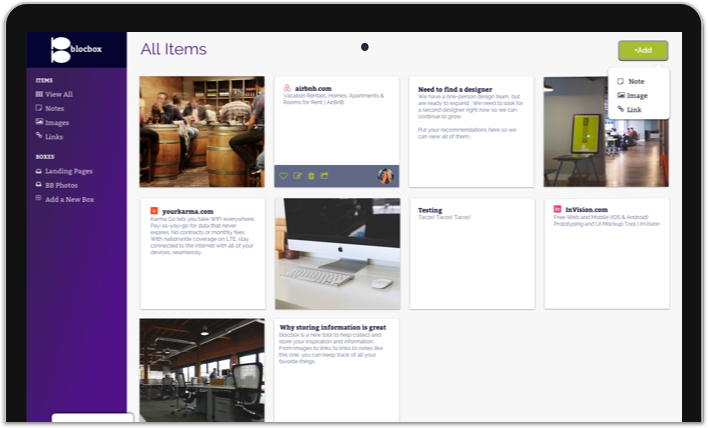 blocbox
All Items
+Add
Note
Image
Link
ITEMS
View All
Notes
Images
Links
BOXES
Landing Pages
BB Photos
Add a New Box
airbnb.com
Vacation Rentals, Homes, Apartments &
Rooms for Rent | AirBnB
Need to find a designer
We have a one-person design team, but
are ready to expand. We need to look for
a second designer right now so we can
continue to grow.
Put your recommendations here so we
can view all of them.
yourkarma.com
Karma Go lets you take WIFI everywhere.
Pay-as-you-go for data that never
expires. No contracts or monthly fees.
With nationwide coverage on LTE, stay
connected to the internet with all of your
devices, seamlessly.
Testing
Tacos! Tacos! Tacos!
InVision.com
Free Web and Mobile (IOS & Android)
Prototyping and UI Mockup Tool | InVision
Why storing information is great
blocbox is a new tool to help collect and
store your inspiration and information.
From images to links to links to notes like
this one, you can keep track of all your
favorite things.